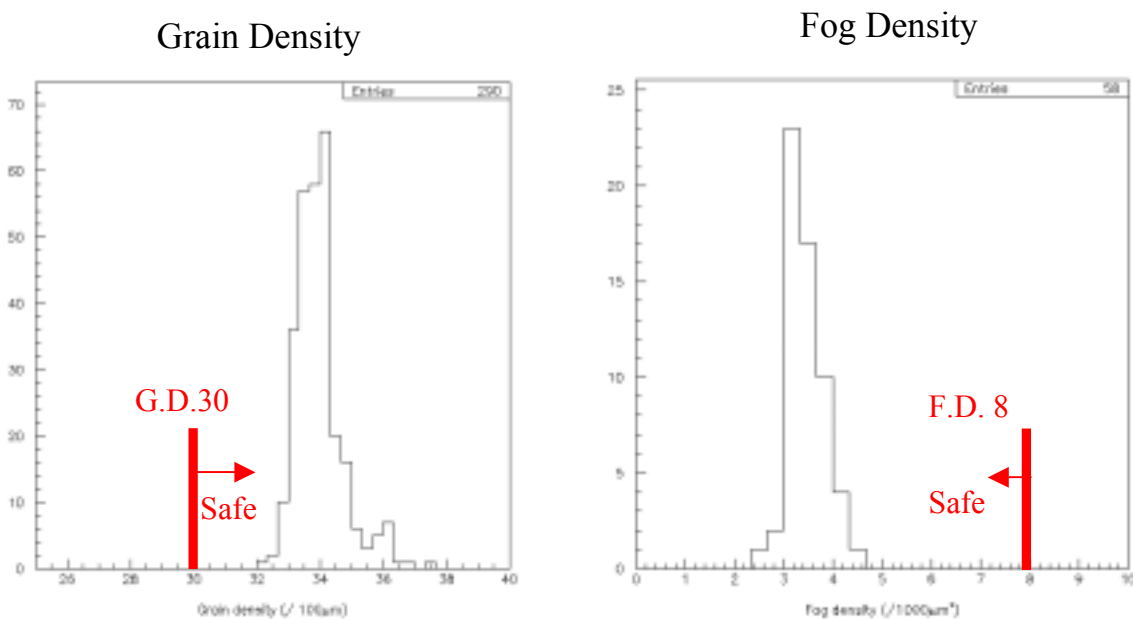 Grain Density
Entries 290
70
60
50
40
30
20
10
0
G.D.30
Safe
26 28 30 32 34 36 38 40
Grain density (/ 100μm)
Fog Density
Entries 58
25
20
15
10
5
0
F.D. 8
Safe
0 1 2 3 4 5 6 7 8 9 10
Fog density (/1000μm³)